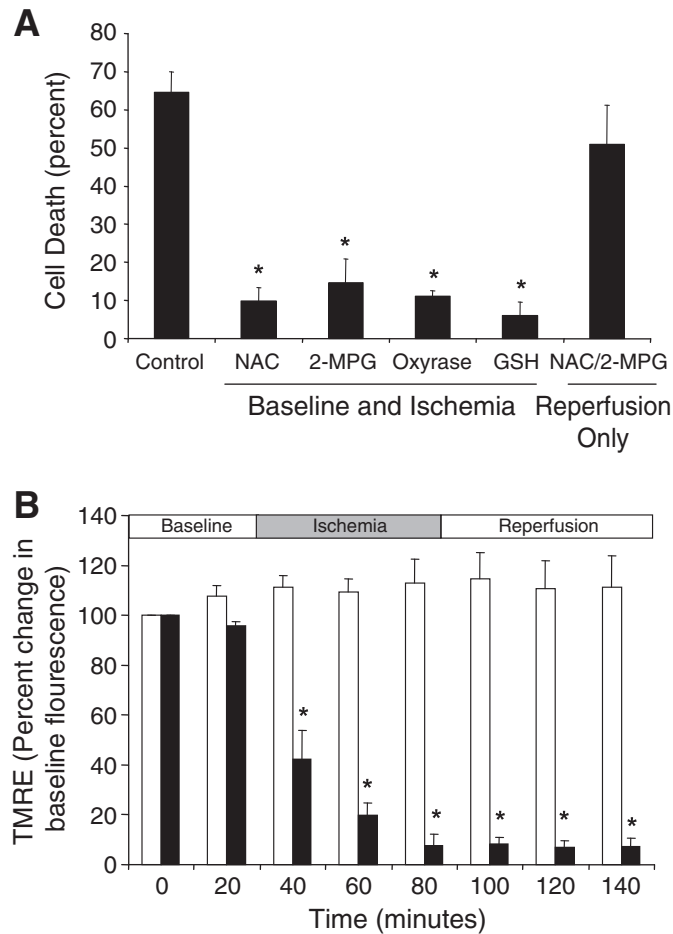 A
Cell Death (percent)
80
70
60
50
40
30
20
10
0
*
*
*
*
Control NAC 2-MPG Oxyrase GSH NAC/2-MPG
Baseline and Ischemia Reperfusion
Only
B
TMRE (Percent change in
baseline flourescence)
140
120
100
80
60
40
20
0
Baseline Ischemia Reperfusion
*
*
*
*
*
*
0 20 40 60 80 100 120 140
Time (minutes)